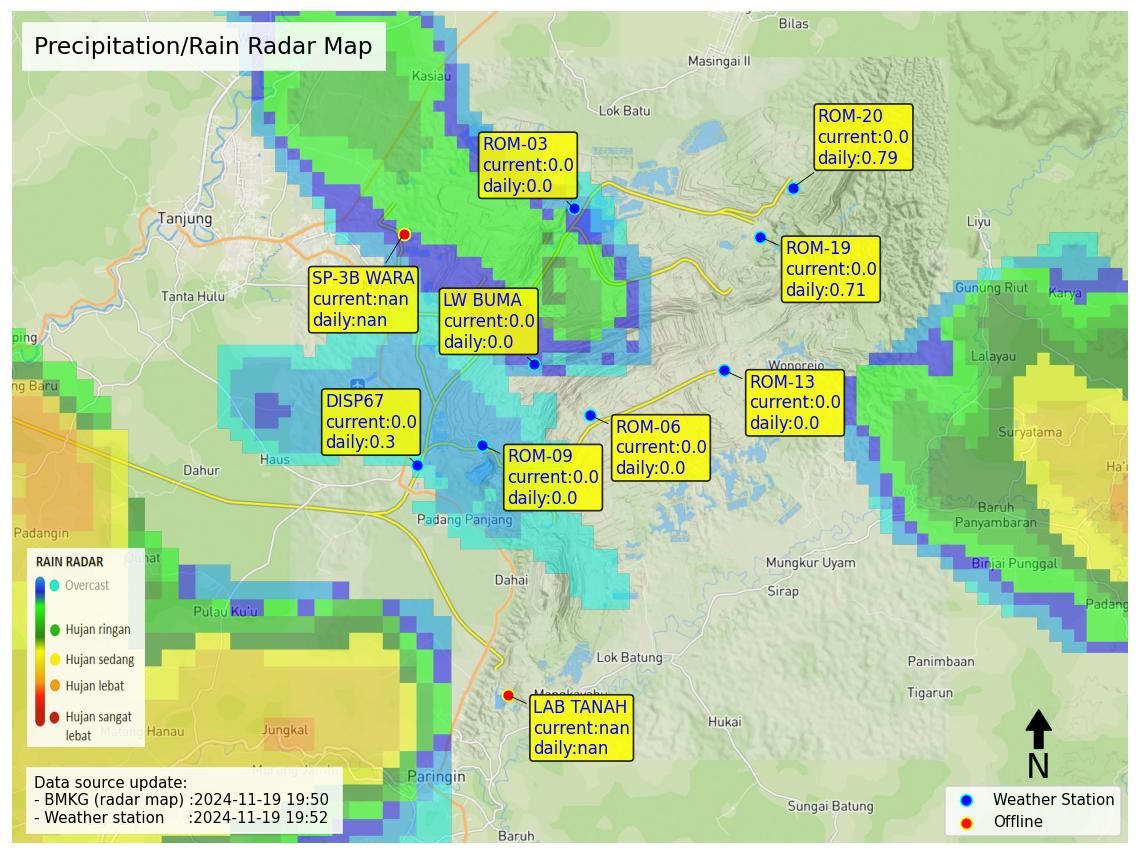 Precipitation/Rain Radar Map
Bilas
Masingai II
Kasiau
Lok Batu
ROM-20
current:0.0
daily:0.79
ROM-03
current:0.0
daily:0.0
Tanjung
Liyu
ROM-19
current:0.0
daily:0.71
SP-3B WARA
current:nan
daily:nan
Tanta Hulu
LW BUMA
current:0.0
daily:0.0
Gunung Riut
Karya
ping
Lalayau
Wonorejo
ng Baru
ROM-13
current:0.0
daily:0.0
DISP67
current:0.0
daily:0.3
ROM-06
current:0.0
daily:0.0
Suryatama
Haus
Dahur
ROM-09
current:0.0
daily:0.0
Ha'u
Padang Panjang
Baruh
Panyambaran
Padangin
Mungkur Uyam
Binjai Punggal
Dahai
Sirap
Pulau Ku'u
Padang
RAIN RADAR
Overcast
Hujan ringan
Hujan sedang
Hujan lebat
Hujan sangat
lebat
Lok Batung
Panimbaan
Tigarun
LAB TANAH
current:nan
daily:nan
Hukai
Jungkal
Manau
Paringin
N
Data source update:
- BMKG (radar map) :2024-11-19 19:50
- Weather station :2024-11-19 19:52
Sungai Batung
Baruh
Weather Station
Offline